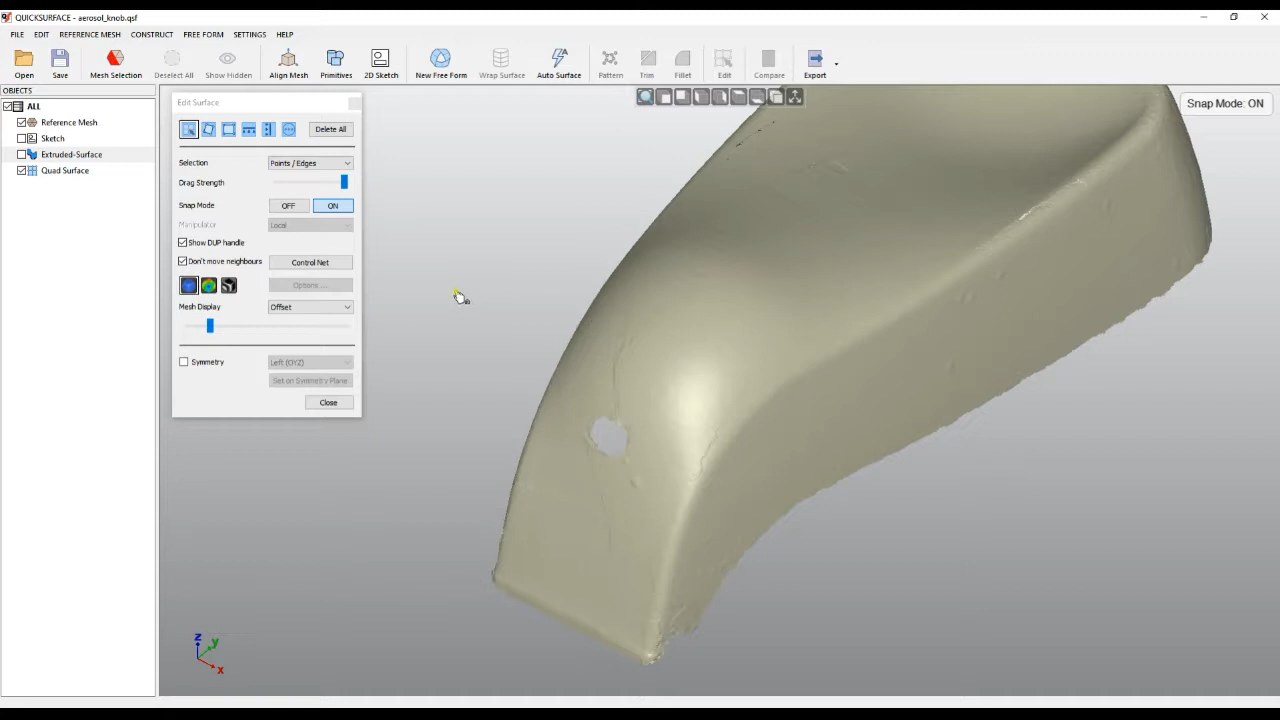 QUICKSURFACE - aerosol_knob.qsf
FILE EDIT REFERENCE MESH CONSTRUCT FREE FORM SETTINGS HELP
Open Save Mesh Selection Deselect All Show Hidden Align Mesh Primitives 2D Sketch New Free Form Wrap Surface Auto Surface Pattern Trim Fillet Edit Compare Export
OBJECTS
ALL
Reference Mesh
Sketch
Extruded-Surface
Quad Surface
Edit Surface
Delete All
Selection Points / Edges
Drag Strength
Snap Mode OFF ON
Manipulator Local
Show DUP handle
Don't move neighbours Control Net
Options ...
Mesh Display Offset
Symmetry Left (OYZ)
Set on Symmetry Plane
Close
Snap Mode: ON
z
y
x